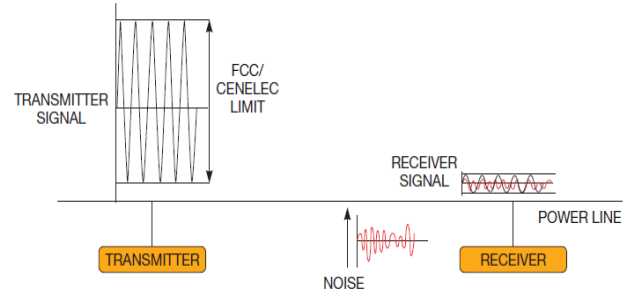 FCC/
CENELEC
LIMIT
TRANSMITTER
SIGNAL
RECEIVER
SIGNAL
POWER LINE
TRANSMITTER
NOISE
RECEIVER